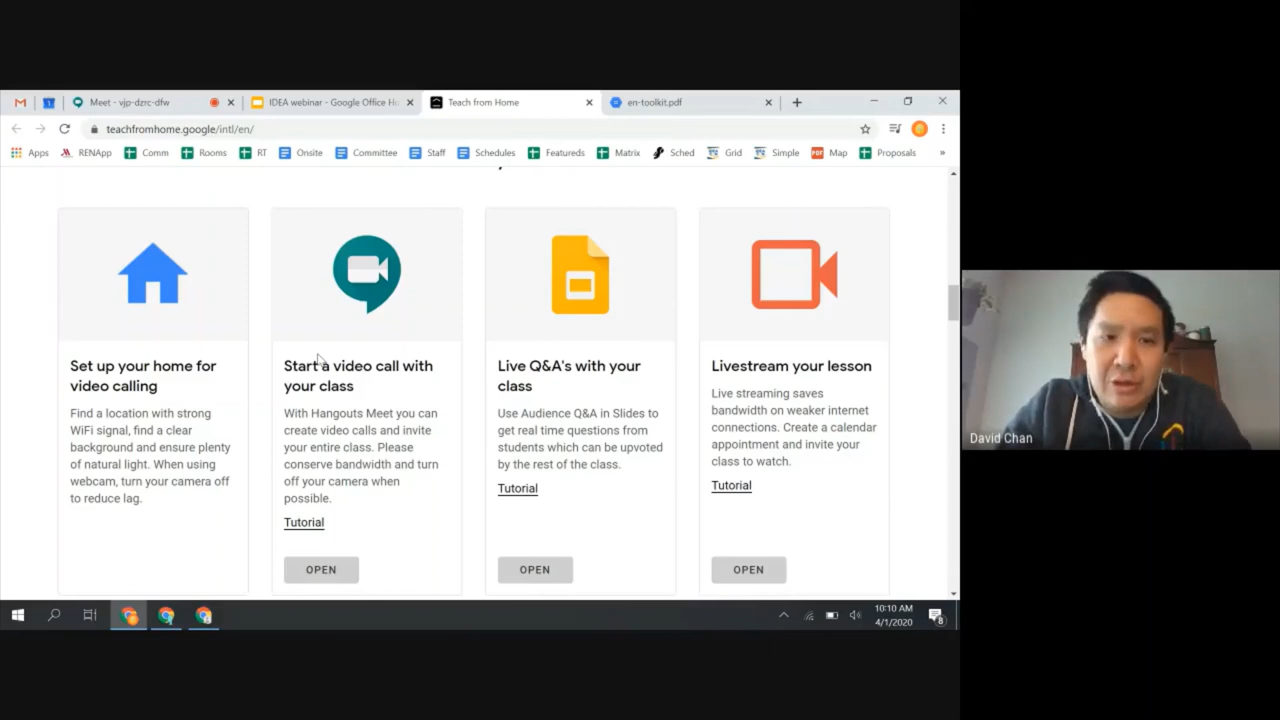 Meet - vjp-dzrc-dfw
IDEA webinar - Google Office Ho
Teach from Home
en-toolkit.pdf
teachfromhome.google/intl/en/
Apps RENApp Comm Rooms RT Onsite Committee Staff Schedules Featureds Matrix Sched Grid Simple PDF Map Proposals »
Set up your home for
video calling
Find a location with strong
WiFi signal, find a clear
background and ensure plenty
of natural light. When using
webcam, turn your camera off
to reduce lag.
Start a video call with
your class
With Hangouts Meet you can
create video calls and invite
your entire class. Please
conserve bandwidth and turn
off your camera when
possible.
Tutorial
OPEN
Live Q&A's with your
class
Use Audience Q&A in Slides to
get real time questions from
students which can be upvoted
by the rest of the class.
Tutorial
OPEN
Livestream your lesson
Live streaming saves
bandwidth on weaker internet
connections. Create a calendar
appointment and invite your
class to watch.
Tutorial
OPEN
David Chan
10:10 AM
4/1/2020
8